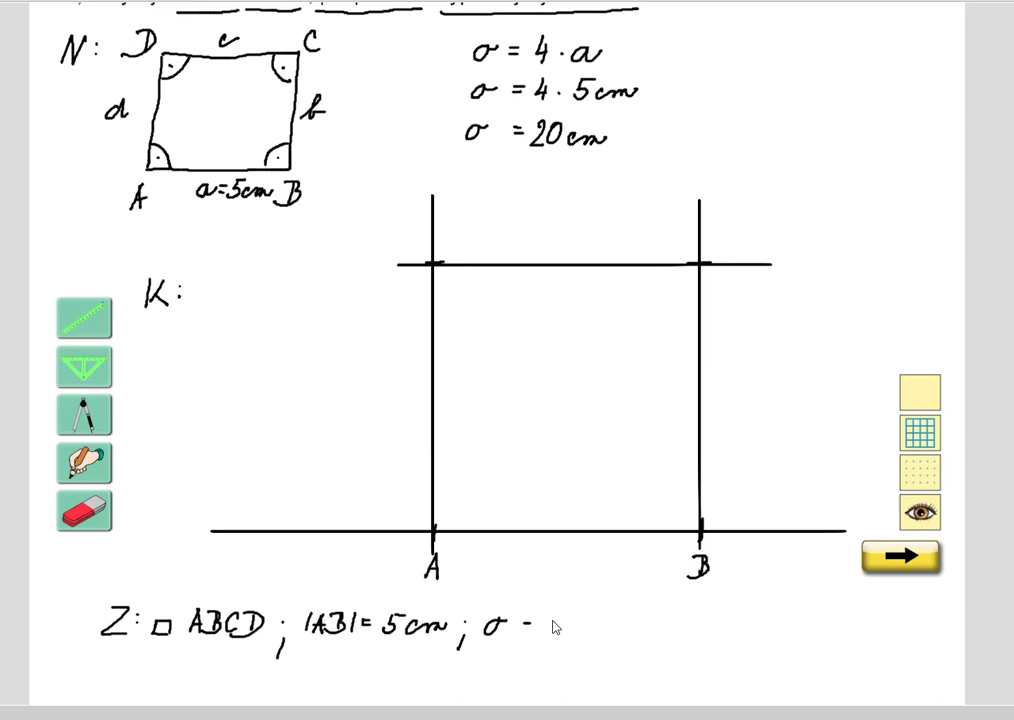 N: D c C
d b
A a=5cm B
σ = 4 · a
σ = 4 · 5cm
σ = 20cm
K:
A B
Z: □ ABCD ; |AB| = 5cm ; σ -